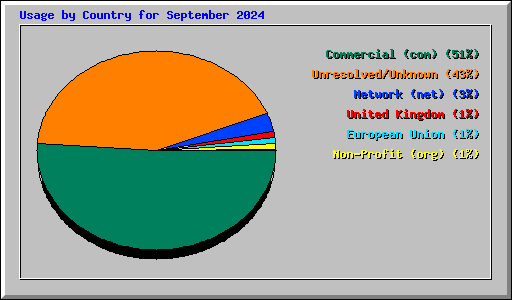 Usage by Country for September 2024
Commercial (com) (51%)
Unresolved/Unknown (43%)
Network (net) (3%)
United Kingdom (1%)
European Union (1%)
Non-Profit (org) (1%)